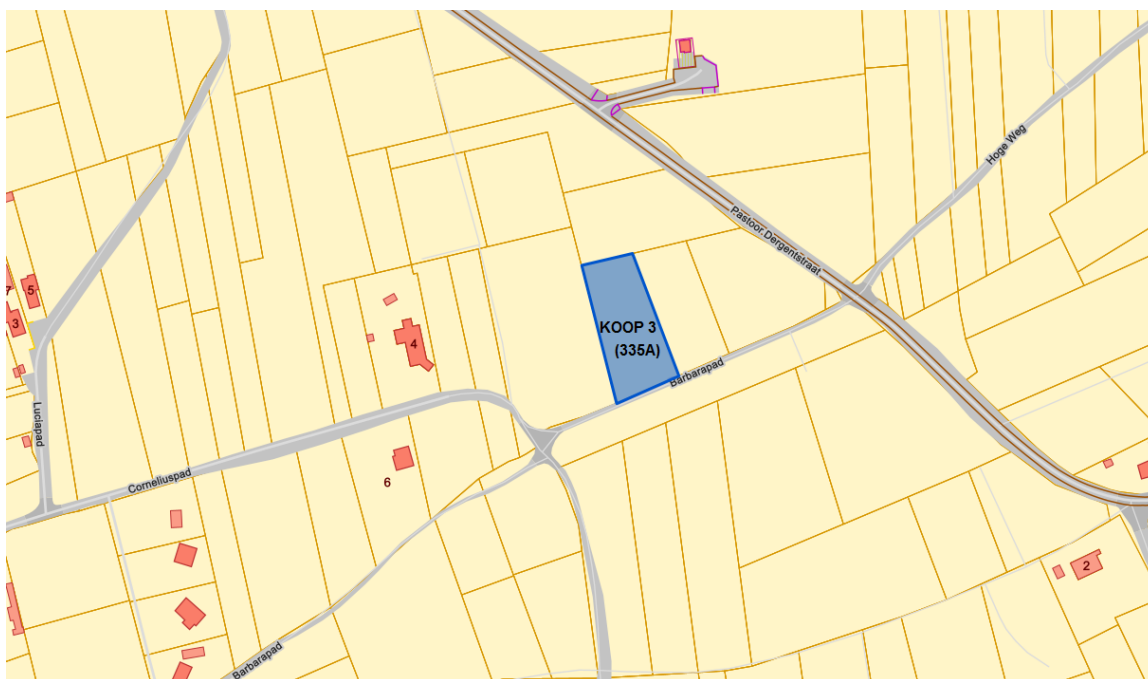 Hoge Weg
Pastoor Dergentstraat
7
5
3
KOOP 3
(335A)
4
Barbarapad
Luciapad
Corneliuspad
6
2
Barbarapad